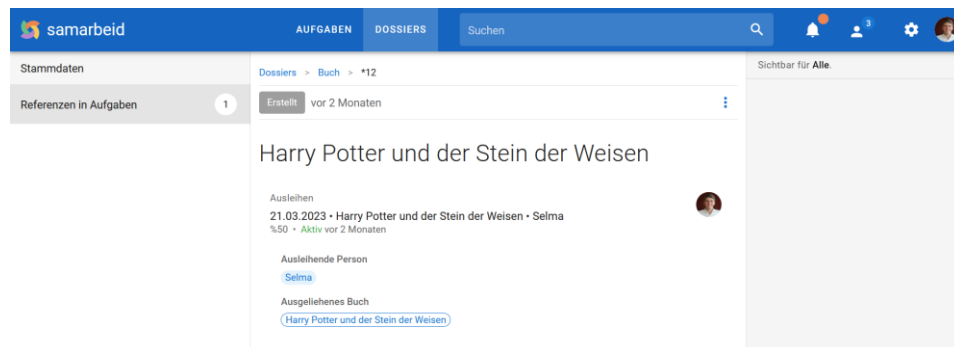 samarbeid
AUFGABEN DOSSIERS Suchen 3
Stammdaten
Referenzen in Aufgaben 1
Dossiers > Buch > *12
Erstellt vor 2 Monaten
Harry Potter und der Stein der Weisen
Ausleihen
21.03.2023 • Harry Potter und der Stein der Weisen • Selma
%50 • Aktiv vor 2 Monaten
Ausleihende Person
Selma
Ausgeliehenes Buch
Harry Potter und der Stein der Weisen
Sichtbar für Alle.